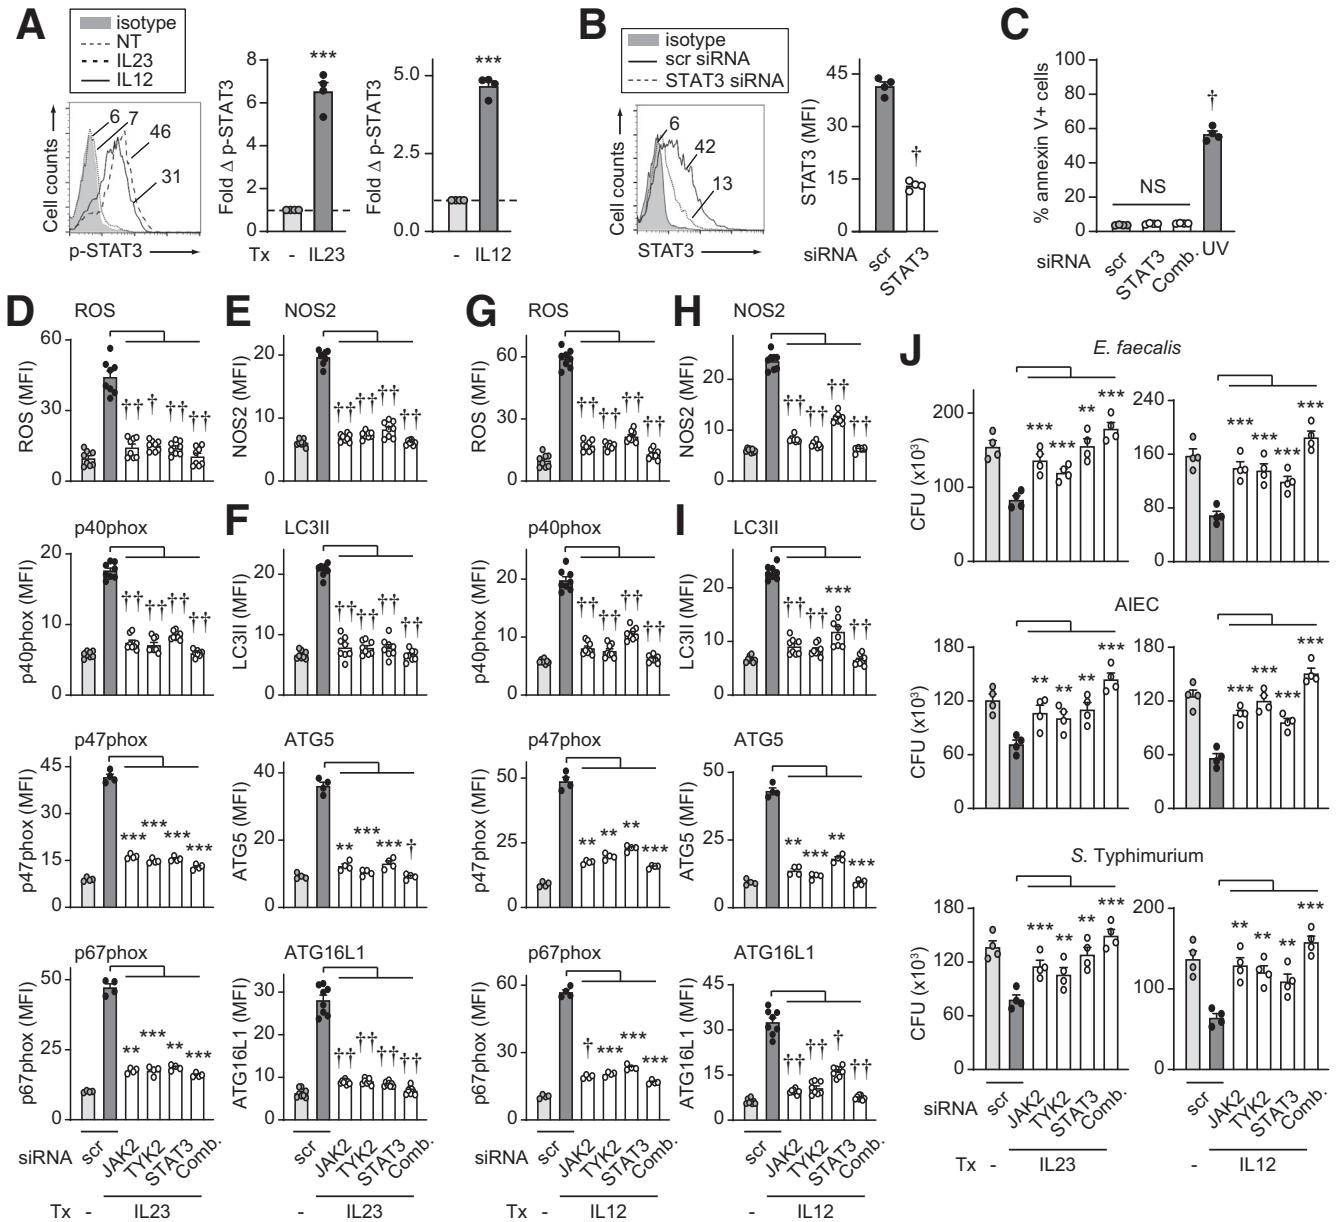 A
isotype
NT
IL23
IL12
6
7
46
31
Cell counts
p-STAT3
Fold Δ p-STAT3
8
6
4
2
0
***
Tx
-
IL23
Fold Δ p-STAT3
5.0
2.5
0.0
***
-
IL12
B
isotype
scr siRNA
STAT3 siRNA
6
42
13
Cell counts
STAT3
STAT3 (MFI)
45
30
15
0
†
siRNA
scr
STAT3
C
% annexin V+ cells
100
80
60
40
20
0
NS
†
siRNA
scr
STAT3
Comb.
UV
D
ROS
ROS (MFI)
60
30
0
††
†
††
††
p40phox
p40phox (MFI)
20
10
0
††
††
††
††
p47phox
p47phox (MFI)
45
30
15
0
***
***
***
***
p67phox
p67phox (MFI)
50
25
0
**
***
**
***
siRNA
scr
JAK2
TYK2
STAT3
Comb.
Tx
-
IL23
E
NOS2
NOS2 (MFI)
20
10
0
††
††
††
††
F
LC3II
LC3II (MFI)
20
10
0
††
††
††
††
ATG5
ATG5 (MFI)
40
20
0
**
***
***
†
ATG16L1
ATG16L1 (MFI)
30
20
10
0
††
††
††
††
scr
JAK2
TYK2
STAT3
Comb.
-
IL23
G
ROS
ROS (MFI)
60
30
0
††
††
††
††
p40phox
p40phox (MFI)
20
10
0
††
††
††
††
p47phox
p47phox (MFI)
50
25
0
**
**
**
***
p67phox
p67phox (MFI)
60
30
0
†
***
***
***
siRNA
scr
JAK2
TYK2
STAT3
Comb.
Tx
-
IL12
H
NOS2
NOS2 (MFI)
20
10
0
††
††
††
††
I
LC3II
LC3II (MFI)
20
10
0
††
††
***
††
ATG5
ATG5 (MFI)
50
25
0
**
***
**
***
ATG16L1
ATG16L1 (MFI)
45
30
15
0
††
††
†
††
scr
JAK2
TYK2
STAT3
Comb.
-
IL12
J
E. faecalis
CFU (x10³)
200
100
0
***
***
**
***
240
160
80
0
***
***
***
***
AIEC
CFU (x10³)
180
120
60
0
**
**
**
***
180
120
60
0
***
***
***
***
S. Typhimurium
CFU (x10³)
180
120
60
0
***
**
**
***
200
100
0
**
**
**
***
siRNA
scr
JAK2
TYK2
STAT3
Comb.
Tx
-
IL23
scr
JAK2
TYK2
STAT3
Comb.
-
IL12